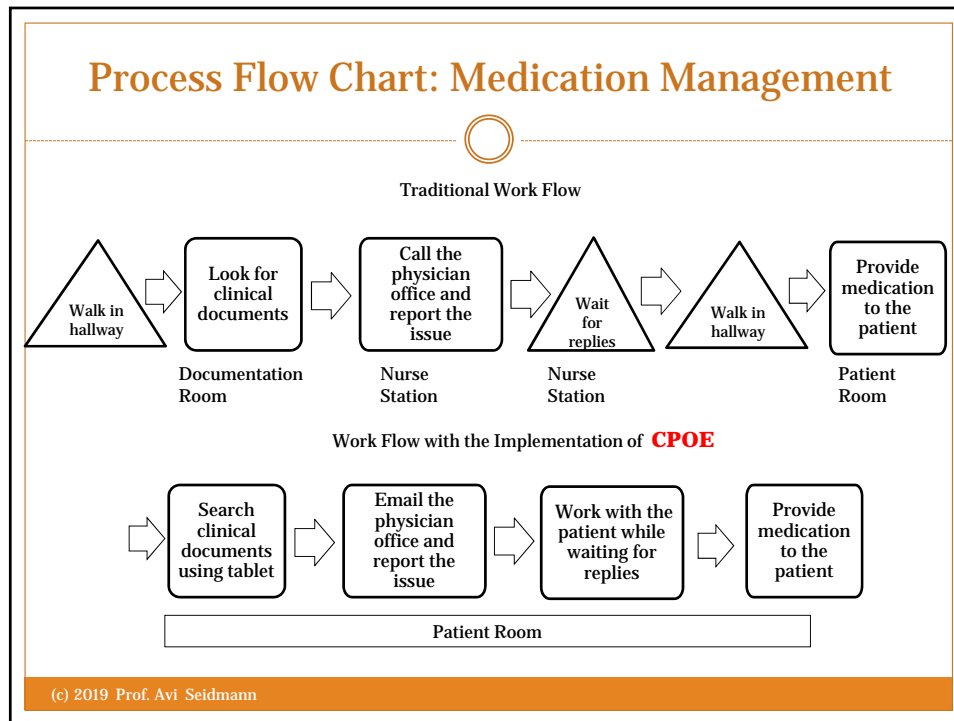 Process Flow Chart: Medication Management
Traditional Work Flow
Walk in
hallway
Look for
clinical
documents
Call the
physician
office and
report the
issue
Wait
for
replies
Walk in
hallway
Provide
medication
to the
patient
Documentation
Room
Nurse
Station
Nurse
Station
Patient
Room
Work Flow with the Implementation of CPOE
Search
clinical
documents
using tablet
Email the
physician
office and
report the
issue
Work with the
patient while
waiting for
replies
Provide
medication
to the
patient
Patient Room
(c) 2019 Prof. Avi Seidmann